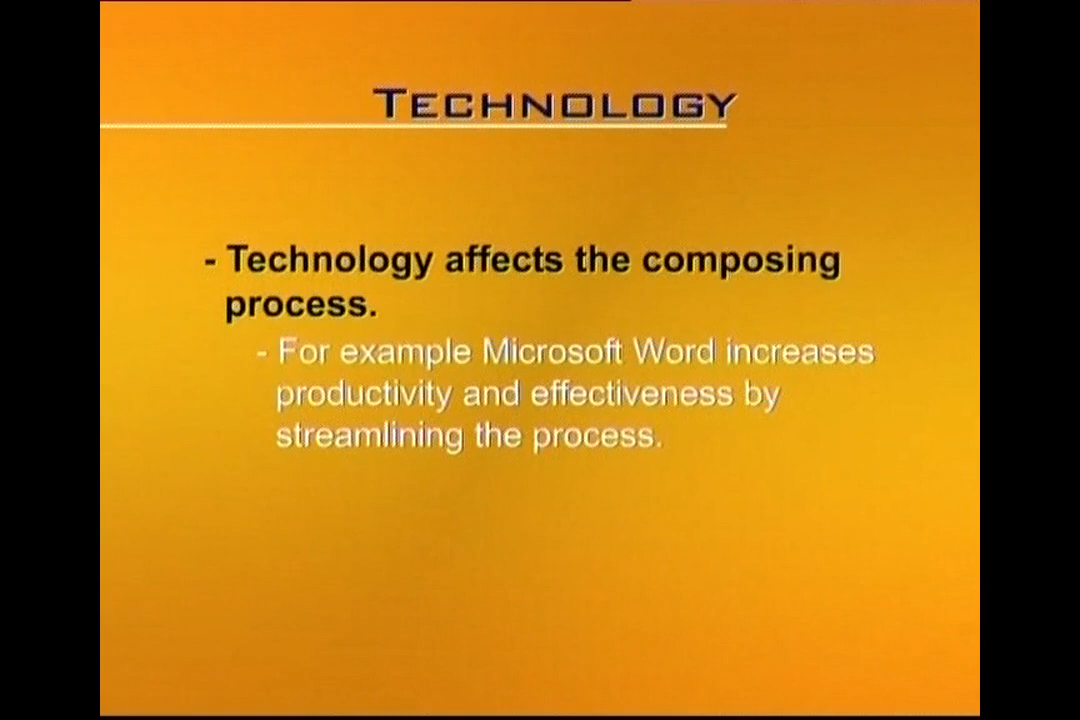 TECHNOLOGY
- Technology affects the composing
process.
- For example Microsoft Word increases
productivity and effectiveness by
streamlining the process.